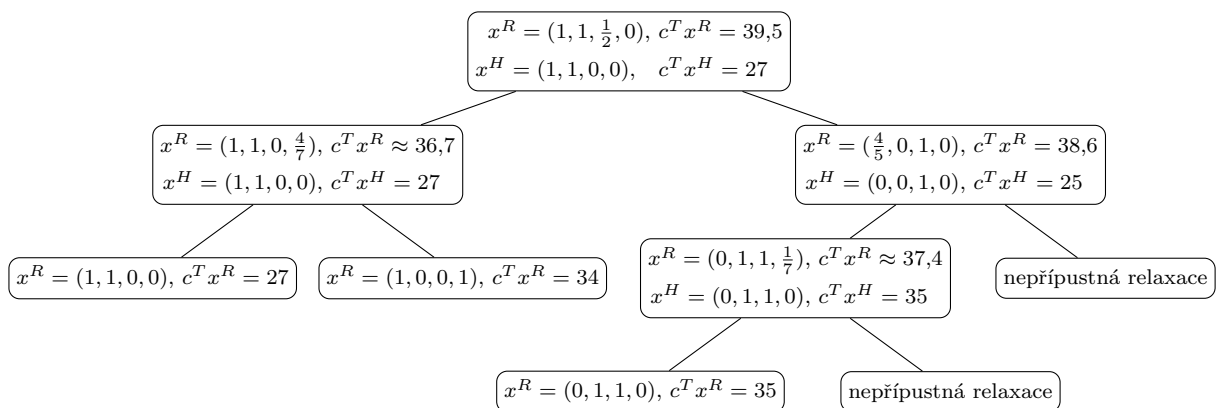 x^R = (1, 1, 1/2, 0), c^T x^R = 39,5
x^H = (1, 1, 0, 0), c^T x^H = 27
x^R = (1, 1, 0, 4/7), c^T x^R ≈ 36,7
x^H = (1, 1, 0, 0), c^T x^H = 27
x^R = (4/5, 0, 1, 0), c^T x^R = 38,6
x^H = (0, 0, 1, 0), c^T x^H = 25
x^R = (1, 1, 0, 0), c^T x^R = 27
x^R = (1, 0, 0, 1), c^T x^R = 34
x^R = (0, 1, 1, 1/7), c^T x^R ≈ 37,4
x^H = (0, 1, 1, 0), c^T x^H = 35
nepřípustná relaxace
x^R = (0, 1, 1, 0), c^T x^R = 35
nepřípustná relaxace